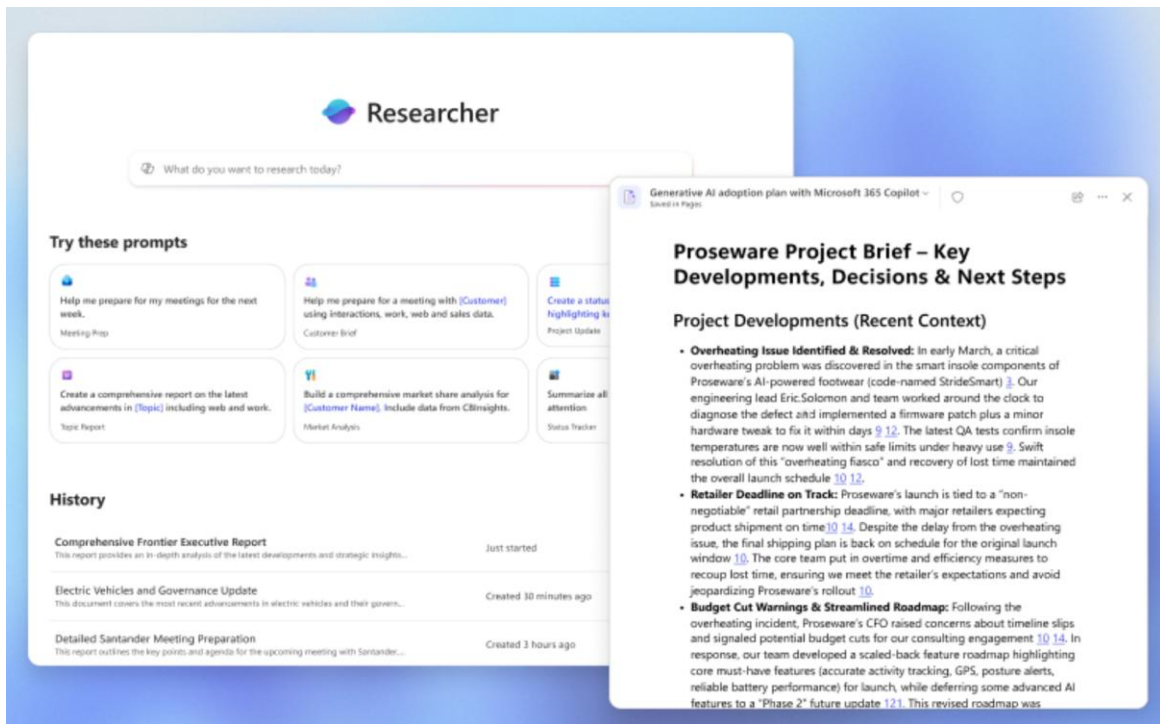 Researcher
What do you want to research today?
Try these prompts
Help me prepare for my meetings for the next
week.
Meeting Prep
Help me prepare for a meeting with [Customer]
using interactions, work, web and sales data.
Customer Brief
Create a status
highlighting
Project Update
Create a comprehensive report on the latest
advancements in [Topic] including web and work.
Topic Report
Build a comprehensive market share analysis for
[Customer Name]. Include data from CBInsights.
Market Analysis
Summarize all
attention
Status Tracker
History
Comprehensive Frontier Executive Report
This report provides an in-depth analysis of the latest developments and strategic insights...
Just started
Electric Vehicles and Governance Update
This document covers the most recent advancements in electric vehicles and their govern...
Created 30 minutes ago
Detailed Santander Meeting Preparation
This report outlines the key points and agenda for the upcoming meeting with Santander...
Created 3 hours ago
Generative AI adoption plan with Microsoft 365 Copilot
Saved in Pages
Proseware Project Brief – Key
Developments, Decisions & Next Steps
Project Developments (Recent Context)
• Overheating Issue Identified & Resolved: In early March, a critical
overheating problem was discovered in the smart insole components of
Proseware's AI-powered footwear (code-named StrideSmart) 3. Our
engineering lead Eric.Solomon and team worked around the clock to
diagnose the defect and implemented a firmware patch plus a minor
hardware tweak to fix it within days 9 12. The latest QA tests confirm insole
temperatures are now well within safe limits under heavy use 9. Swift
resolution of this "overheating fiasco" and recovery of lost time maintained
the overall launch schedule 10 12.
• Retailer Deadline on Track: Proseware's launch is tied to a "non-
negotiable" retail partnership deadline, with major retailers expecting
product shipment on time10 14. Despite the delay from the overheating
issue, the final shipping plan is back on schedule for the original launch
window 10. The core team put in overtime and efficiency measures to
recoup lost time, ensuring we meet the retailer's expectations and avoid
jeopardizing Proseware's rollout 10.
• Budget Cut Warnings & Streamlined Roadmap: Following the
overheating incident, Proseware's CFO raised concerns about timeline slips
and signaled potential budget cuts for our consulting engagement 10 14. In
response, our team developed a scaled-back feature roadmap highlighting
core must-have features (accurate activity tracking, GPS, posture alerts,
reliable battery performance) for launch, while deferring some advanced AI
features to a "Phase 2" future update 121. This revised roadmap was